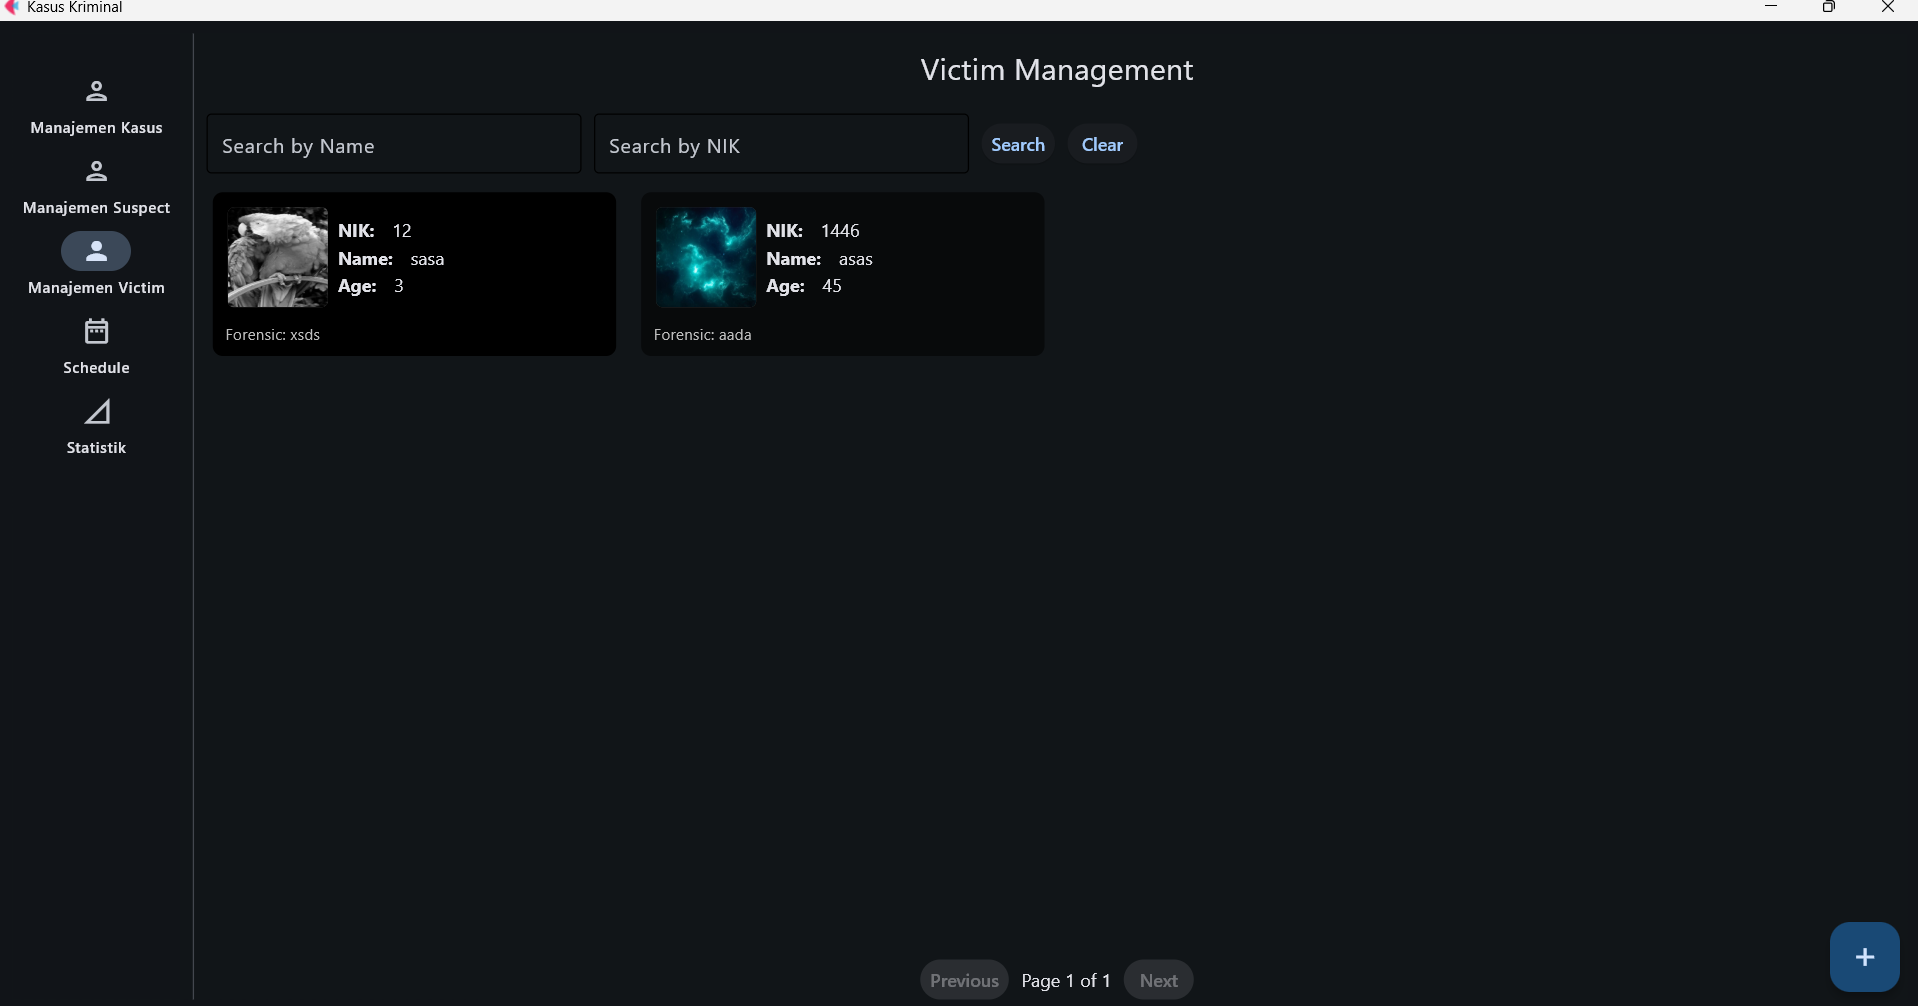 Kasus Kriminal
Manajemen Kasus
Manajemen Suspect
Manajemen Victim
Schedule
Statistik
Victim Management
Search by Name
Search by NIK
Search
Clear
NIK: 12
Name: sasa
Age: 3
Forensic: xsds
NIK: 1446
Name: asas
Age: 45
Forensic: aada
Previous
Page 1 of 1
Next